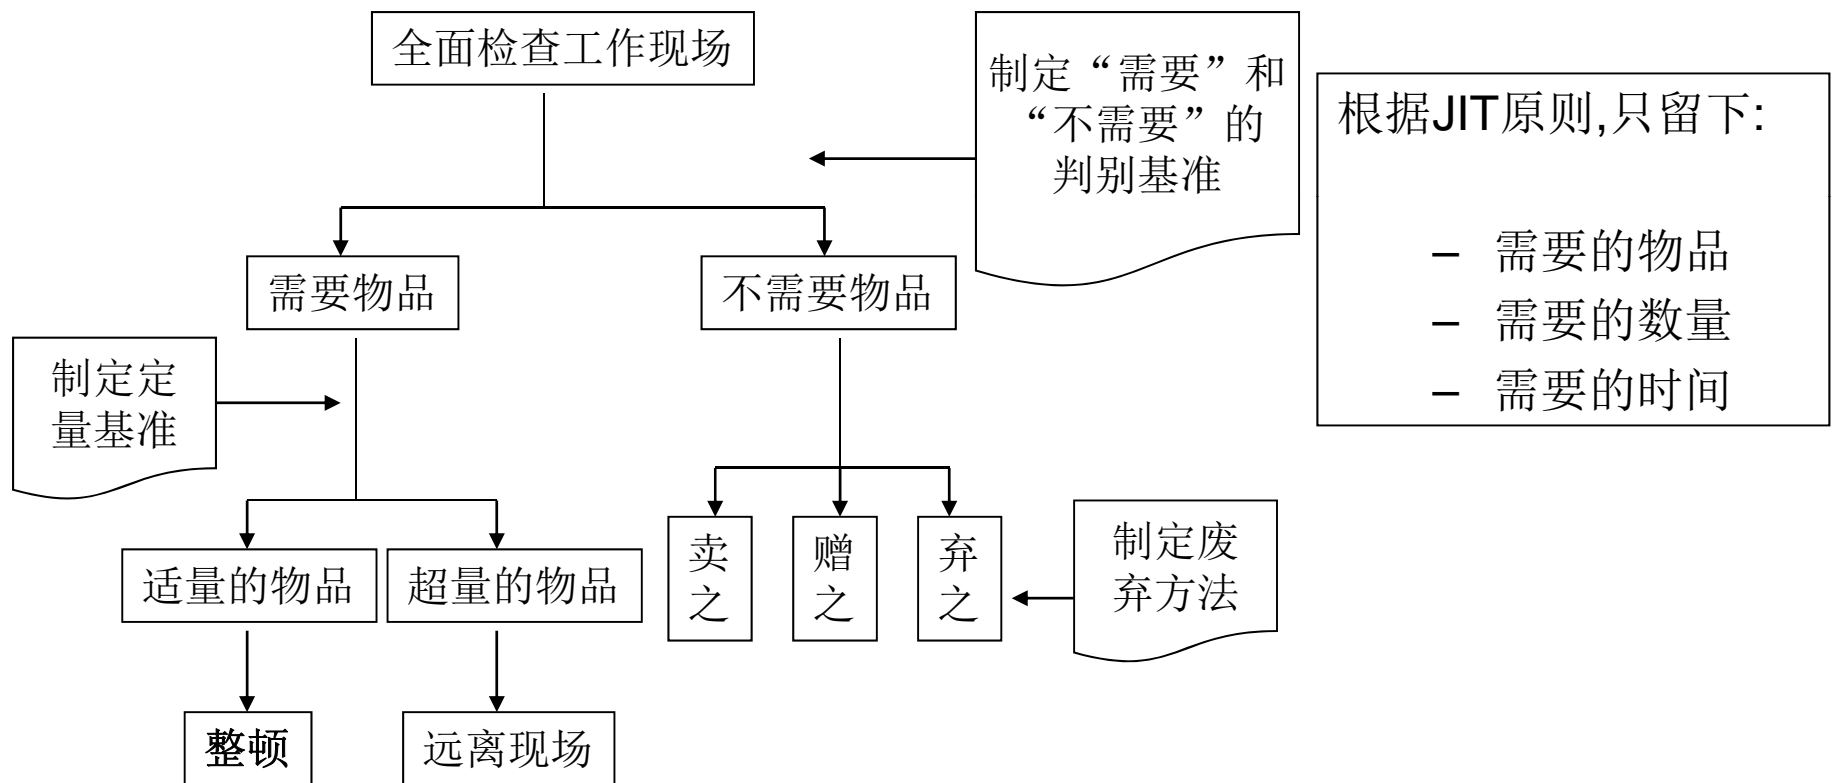 全面检查工作现场
制定“需要”和
“不需要”的
判别基准
根据JIT原则,只留下:
– 需要的物品
– 需要的数量
– 需要的时间
需要物品
不需要物品
制定定
量基准
适量的物品
超量的物品
卖
之
赠
之
弃
之
制定废
弃方法
整顿
远离现场